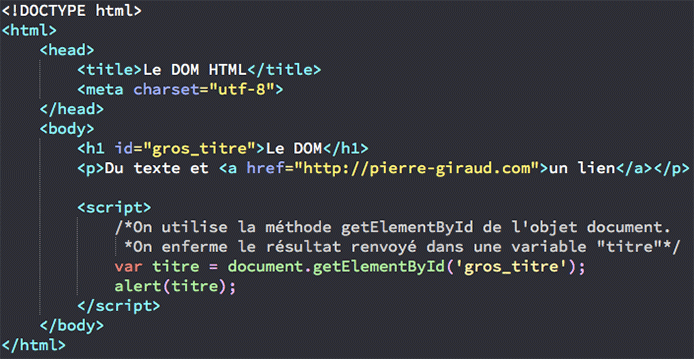 <!DOCTYPE html>
<html>
<head>
<title>Le DOM HTML</title>
<meta charset="utf-8">
</head>
<body>
<h1 id="gros_titre">Le DOM</h1>
<p>Du texte et <a href="http://pierre-giraud.com">un lien</a></p>
<script>
/*On utilise la méthode getElementById de l'objet document.
*On enferme le résultat renvoyé dans une variable "titre"*/
var titre = document.getElementById('gros_titre');
alert(titre);
</script>
</body>
</html>